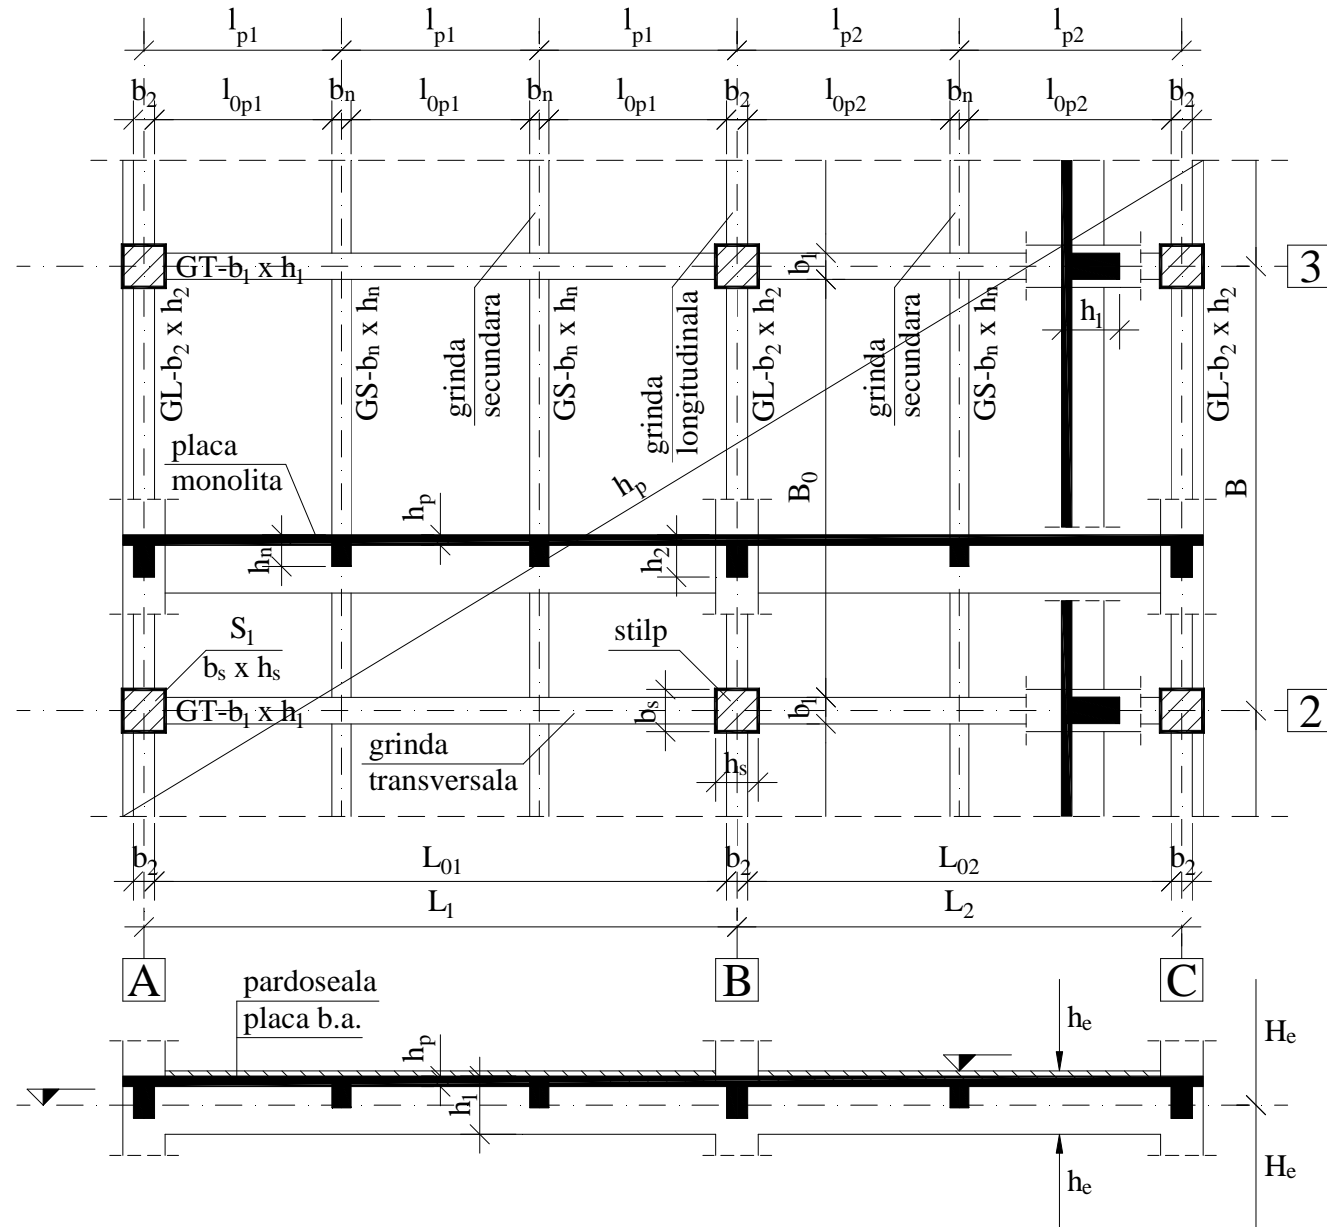 l_p1 l_p1 l_p1 l_p2 l_p2
b_2 l_0p1 b_n l_0p1 b_n l_0p1 b_2 l_0p2 b_n l_0p2 b_2
GT-b_1 x h_1
b_1
3
h_1
GL-b_2 x h_2
GS-b_n x h_n
grinda
secundara
GS-b_n x h_n
grinda
longitudinala
GL-b_2 x h_2
grinda
secundara
GS-b_n x h_n
GL-b_2 x h_2
placa
monolita
h_p
h_p
B_0
B
h_n
h_2
S_1
b_s x h_s
stilp
GT-b_1 x h_1
b_s
b_1
2
grinda
transversala
h_s
b_2 L_01 b_2 L_02 b_2
L_1 L_2
A B C
pardoseala
placa b.a.
h_p
h_1
h_e
H_e
h_e
H_e